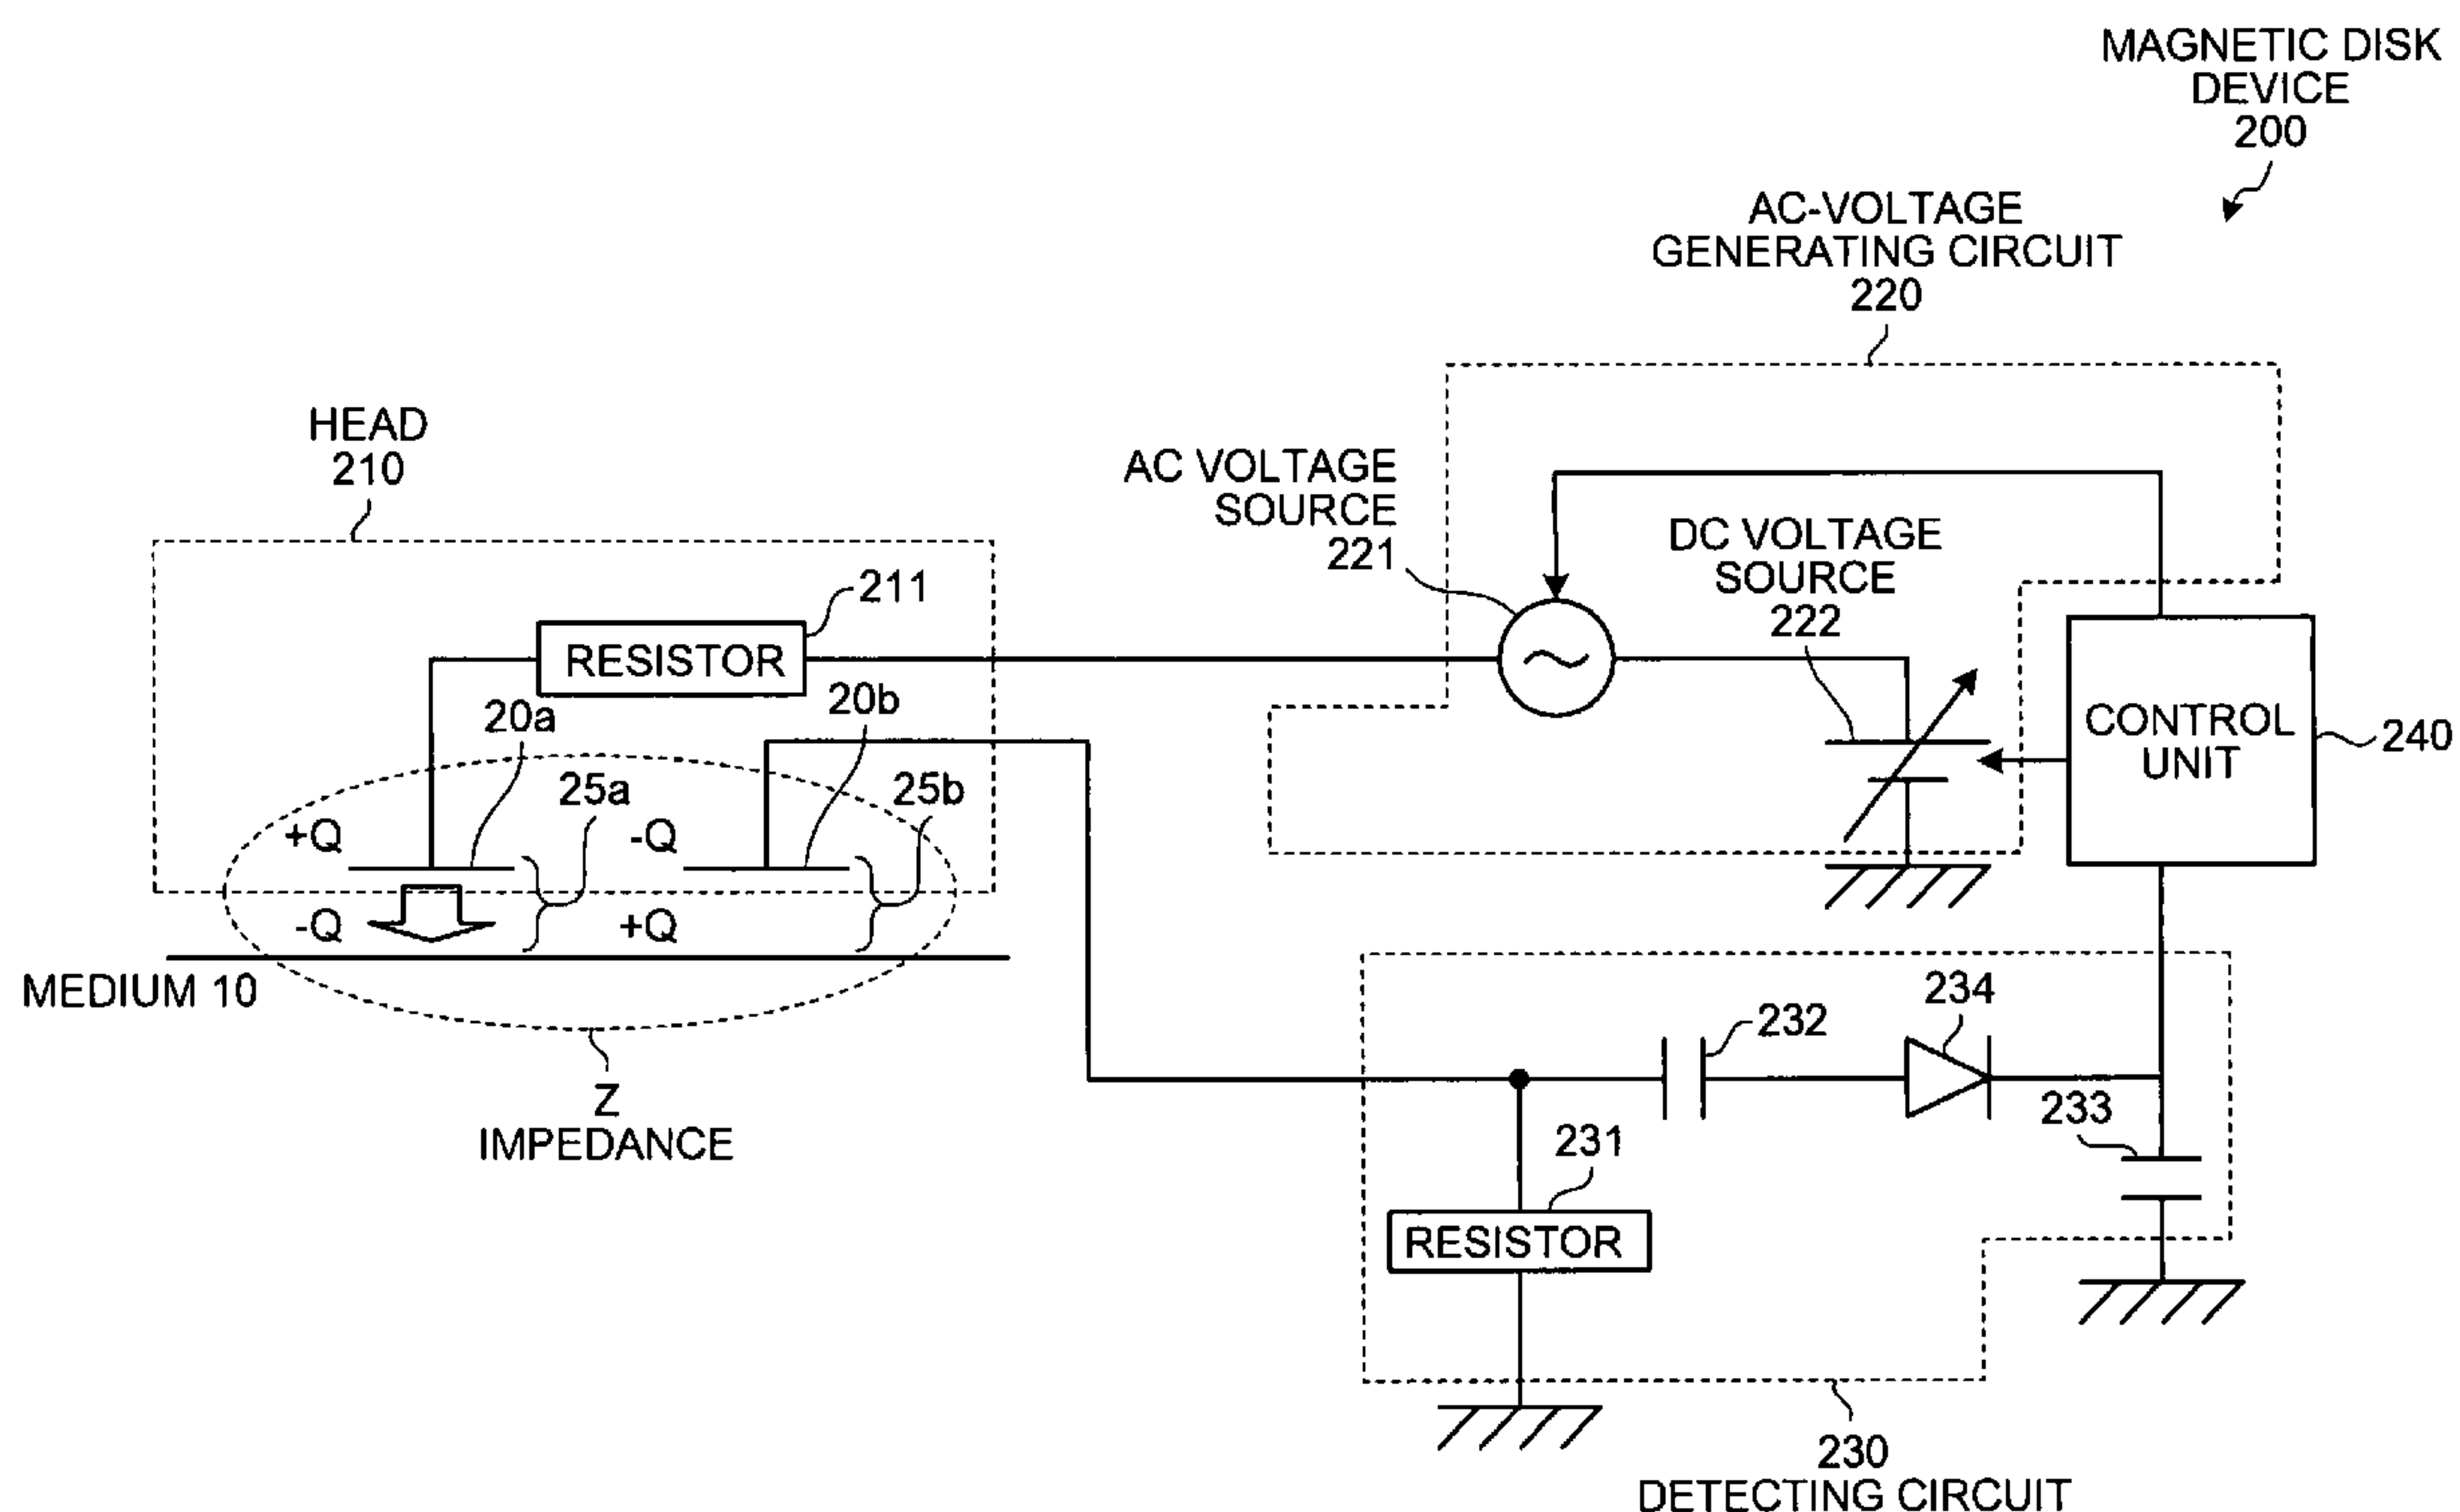 MAGNETIC DISK
DEVICE
200
AC-VOLTAGE
GENERATING CIRCUIT
220
HEAD
210
AC VOLTAGE
SOURCE
221
DC VOLTAGE
SOURCE
222
211
RESISTOR
20a
20b
CONTROL
UNIT
240
25a
25b
+Q
-Q
-Q
+Q
MEDIUM 10
Z
IMPEDANCE
232
234
233
231
RESISTOR
230
DETECTING CIRCUIT